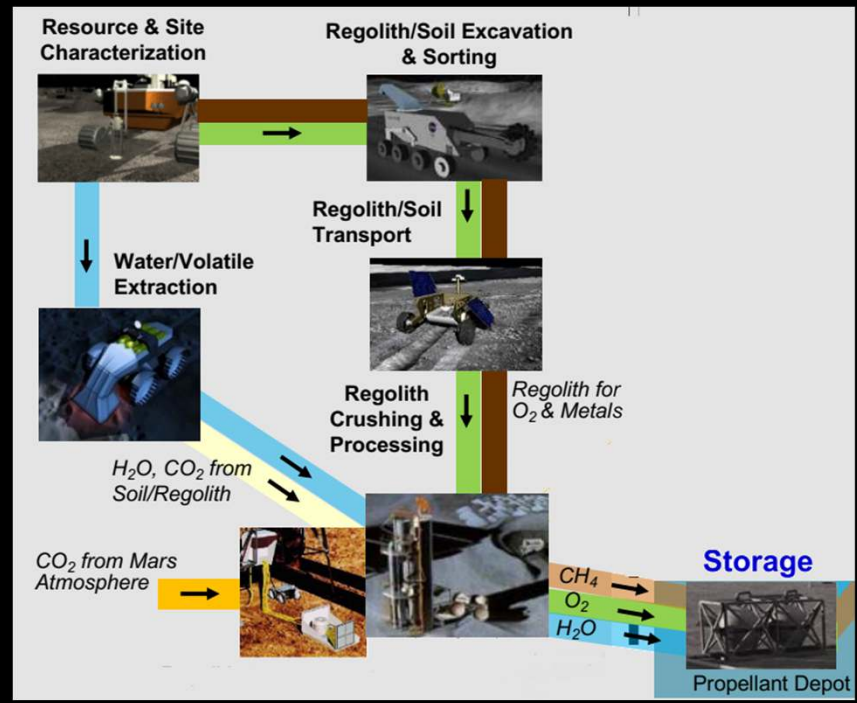 Resource & Site
Characterization
Regolith/Soil Excavation
& Sorting
Regolith/Soil
Transport
Water/Volatile
Extraction
Regolith
Crushing &
Processing
Regolith for
O₂ & Metals
H₂O, CO₂ from
Soil/Regolith
CO₂ from Mars
Atmosphere
CH₄
O₂
H₂O
Storage
Propellant Depot